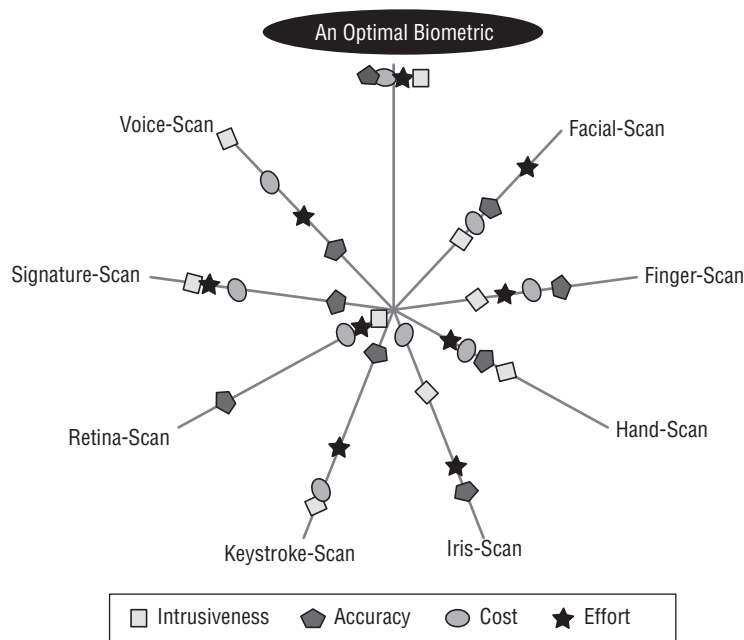 An Optimal Biometric
Voice-Scan
Facial-Scan
Signature-Scan
Finger-Scan
Retina-Scan
Hand-Scan
Keystroke-Scan
Iris-Scan
Intrusiveness Accuracy Cost Effort